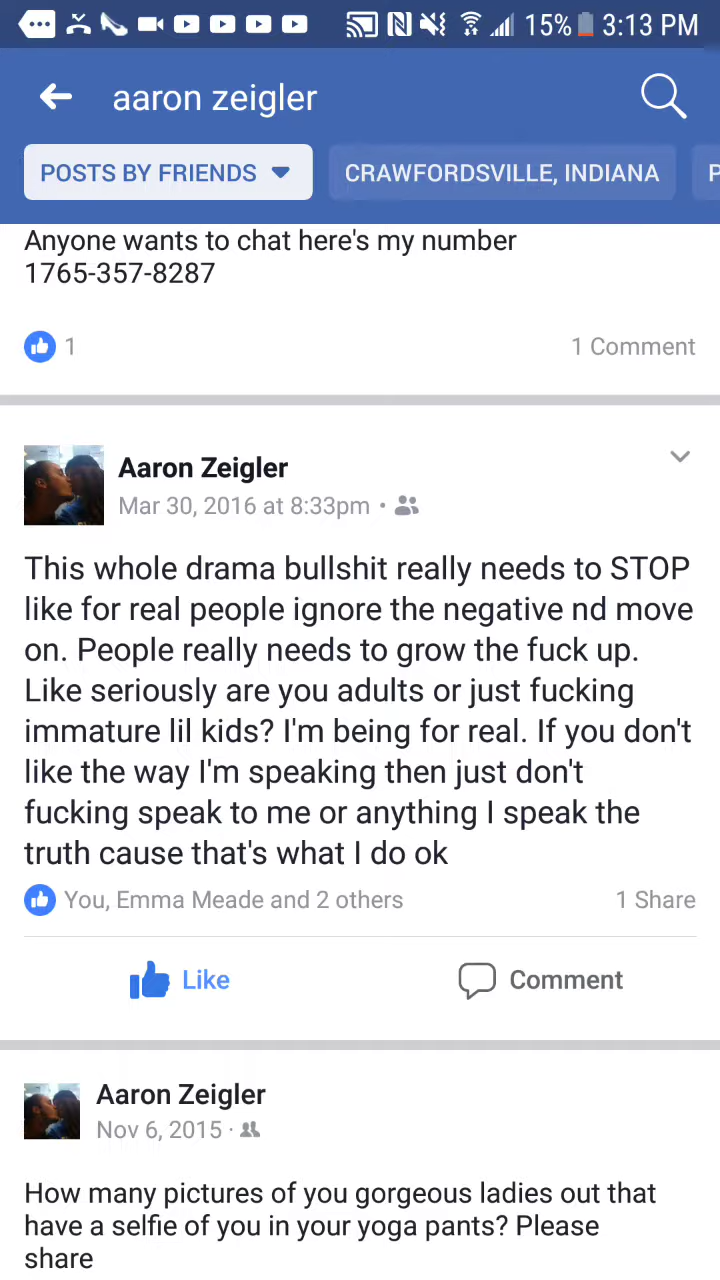 15% 3:13 PM
aaron zeigler
POSTS BY FRIENDS CRAWFORDSVILLE, INDIANA P
Anyone wants to chat here's my number
1765-357-8287
1 1 Comment
Aaron Zeigler
Mar 30, 2016 at 8:33pm •
This whole drama bullshit really needs to STOP
like for real people ignore the negative nd move
on. People really needs to grow the fuck up.
Like seriously are you adults or just fucking
immature lil kids? I'm being for real. If you don't
like the way I'm speaking then just don't
fucking speak to me or anything I speak the
truth cause that's what I do ok
You, Emma Meade and 2 others 1 Share
Like Comment
Aaron Zeigler
Nov 6, 2015 ·
How many pictures of you gorgeous ladies out that
have a selfie of you in your yoga pants? Please
share